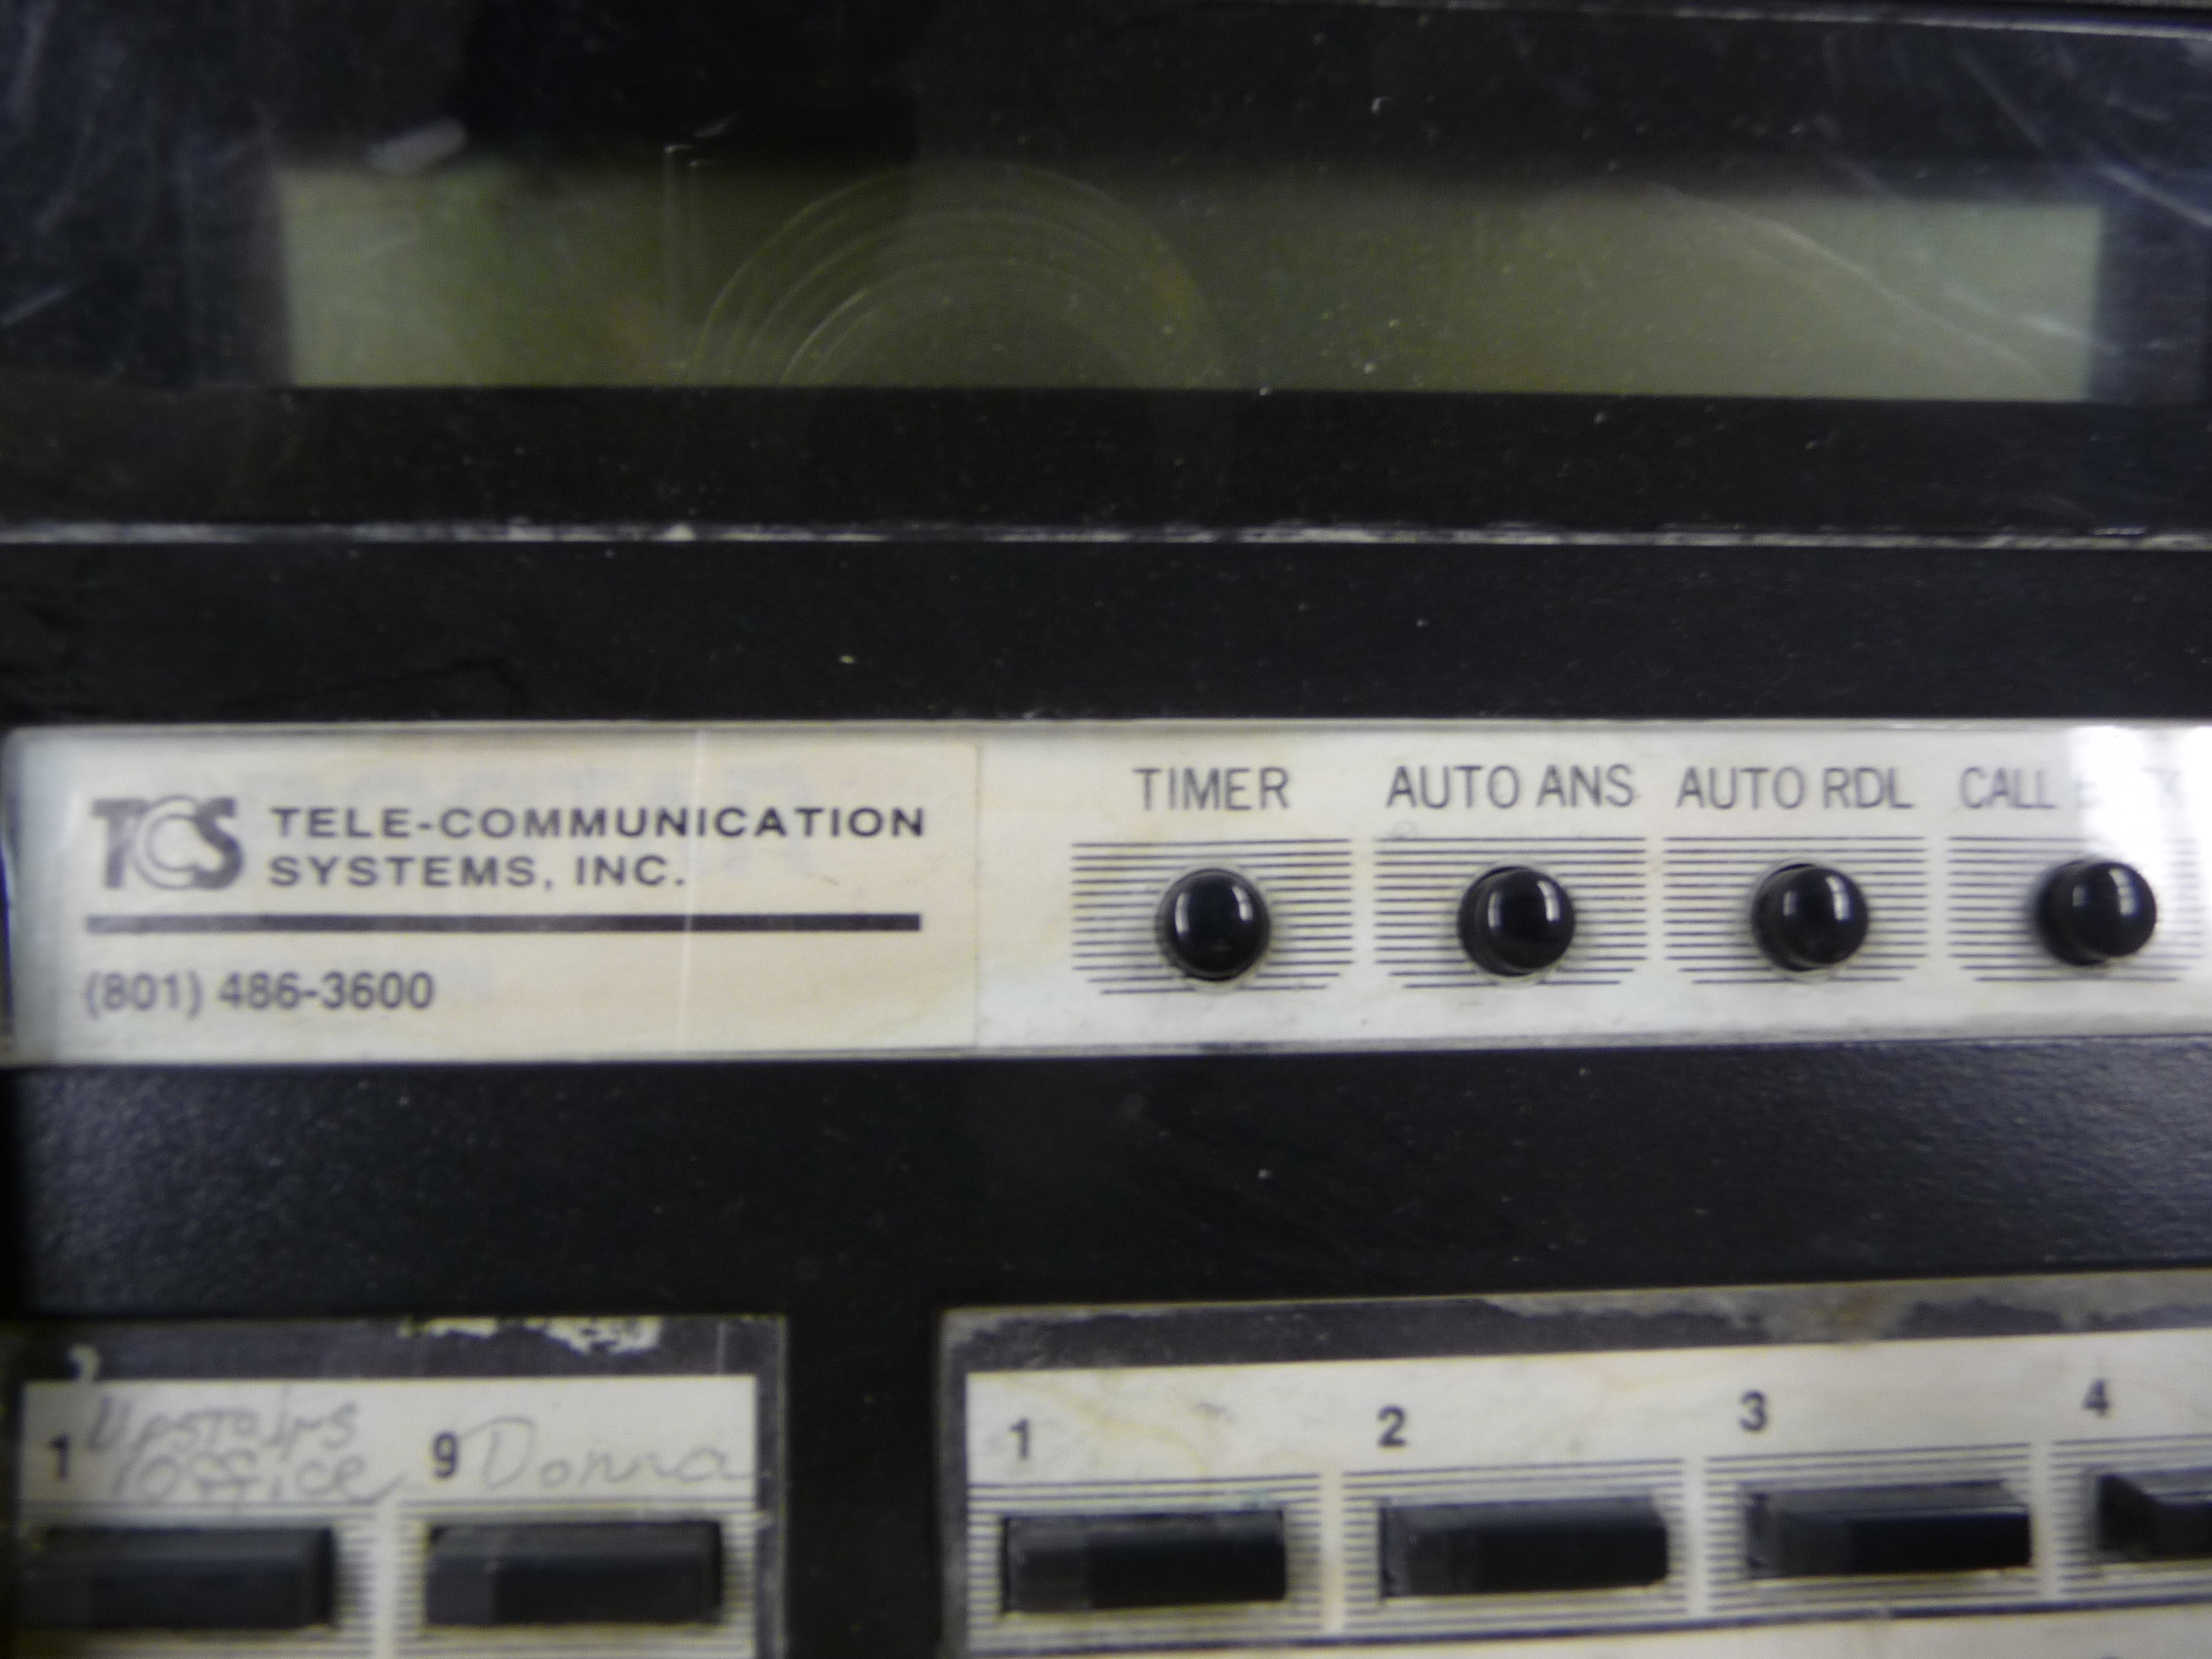 TIMER AUTO ANS AUTO RDL CALL
TCS TELE-COMMUNICATION
SYSTEMS, INC.
(801) 486-3600
1 Upstairs
office
9 Donna
1 2 3 4